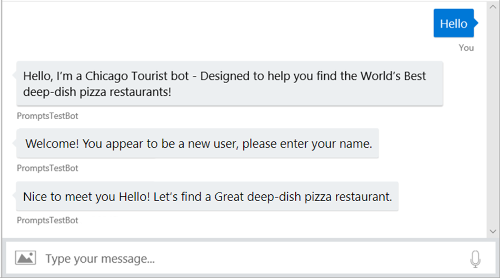 Hello
You
Hello, I'm a Chicago Tourist bot - Designed to help you find the World's Best
deep-dish pizza restaurants!
PromptsTestBot
Welcome! You appear to be a new user, please enter your name.
PromptsTestBot
Nice to meet you Hello! Let's find a Great deep-dish pizza restaurant.
PromptsTestBot
Type your message...